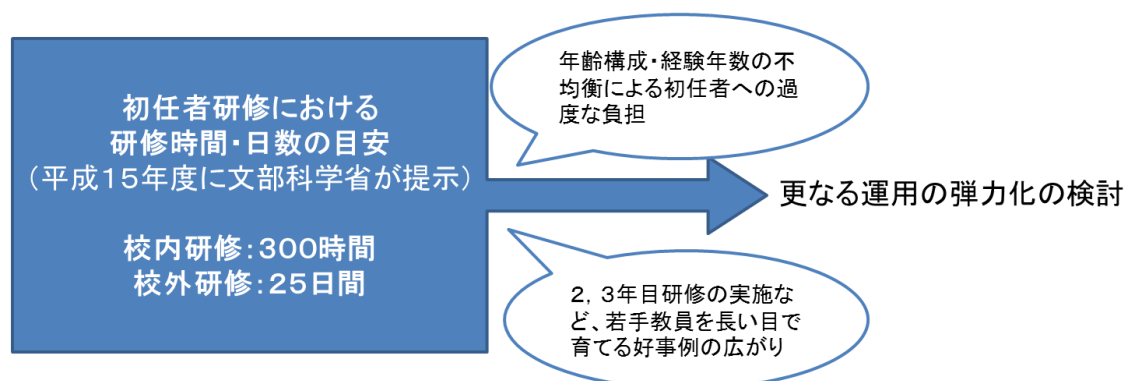 初任者研修における
研修時間・日数の目安
（平成１５年度に文部科学省が提示）
校内研修：３００時間
校外研修：２５日間
年齢構成・経験年数の不
均衡による初任者への過
度な負担
更なる運用の弾力化の検討
２，３年目研修の実施な
ど、若手教員を長い目で
育てる好事例の広がり